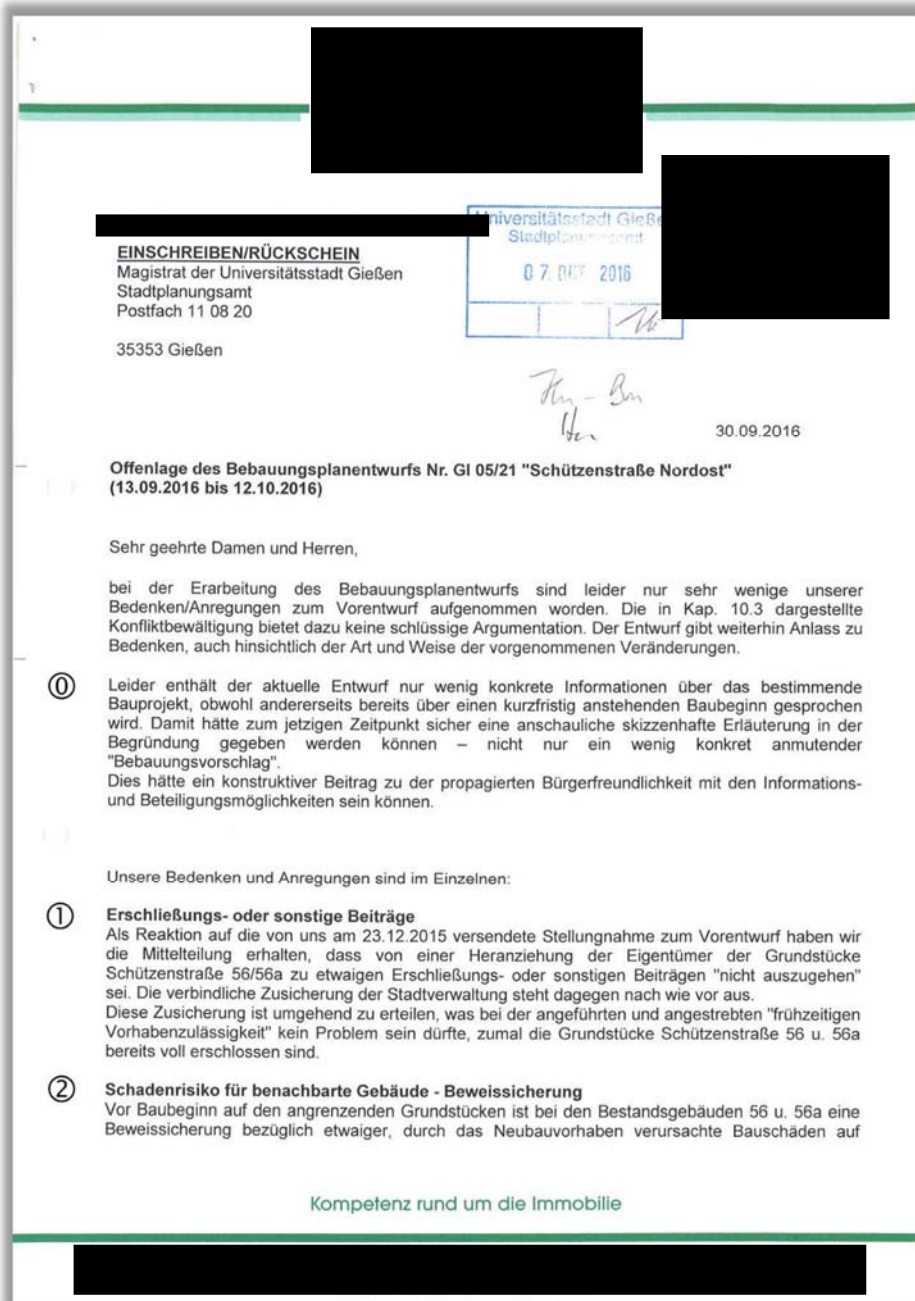 Universitätsstadt Gieße
Stadtplanungsamt
07. OKT 2016
EINSCHREIBEN/RÜCKSCHEIN
Magistrat der Universitätsstadt Gießen
Stadtplanungsamt
Postfach 11 08 20
35353 Gießen
30.09.2016
Offenlage des Bebauungsplanentwurfs Nr. GI 05/21 "Schützenstraße Nordost"
(13.09.2016 bis 12.10.2016)
Sehr geehrte Damen und Herren,
bei der Erarbeitung des Bebauungsplanentwurfs sind leider nur sehr wenige unserer
Bedenken/Anregungen zum Vorentwurf aufgenommen worden. Die in Kap. 10.3 dargestellte
Konfliktbewältigung bietet dazu keine schlüssige Argumentation. Der Entwurf gibt weiterhin Anlass zu
Bedenken, auch hinsichtlich der Art und Weise der vorgenommenen Veränderungen.
⓪ Leider enthält der aktuelle Entwurf nur wenig konkrete Informationen über das bestimmende
Bauprojekt, obwohl andererseits bereits über einen kurzfristig anstehenden Baubeginn gesprochen
wird. Damit hätte zum jetzigen Zeitpunkt sicher eine anschauliche skizzenhafte Erläuterung in der
Begründung gegeben werden können – nicht nur ein wenig konkret anmutender
"Bebauungsvorschlag".
Dies hätte ein konstruktiver Beitrag zu der propagierten Bürgerfreundlichkeit mit den Informations-
und Beteiligungsmöglichkeiten sein können.
Unsere Bedenken und Anregungen sind im Einzelnen:
① Erschließungs- oder sonstige Beiträge
Als Reaktion auf die von uns am 23.12.2015 versendete Stellungnahme zum Vorentwurf haben wir
die Mittelteilung erhalten, dass von einer Heranziehung der Eigentümer der Grundstücke
Schützenstraße 56/56a zu etwaigen Erschließungs- oder sonstigen Beiträgen "nicht auszugehen"
sei. Die verbindliche Zusicherung der Stadtverwaltung steht dagegen nach wie vor aus.
Diese Zusicherung ist umgehend zu erteilen, was bei der angeführten und angestrebten "frühzeitigen
Vorhabenzulässigkeit" kein Problem sein dürfte, zumal die Grundstücke Schützenstraße 56 u. 56a
bereits voll erschlossen sind.
② Schadenrisiko für benachbarte Gebäude - Beweissicherung
Vor Baubeginn auf den angrenzenden Grundstücken ist bei den Bestandsgebäuden 56 u. 56a eine
Beweissicherung bezüglich etwaiger, durch das Neubauvorhaben verursachte Bauschäden auf
Kompetenz rund um die Immobilie